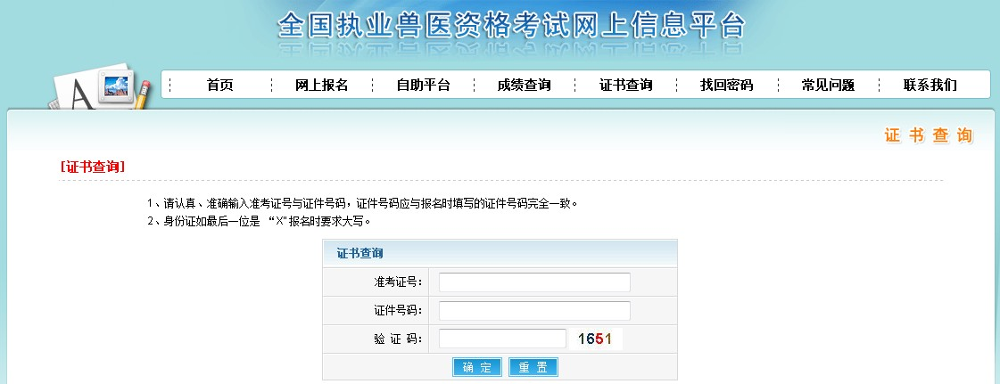 全国执业兽医资格考试网上信息平台
A
首页 网上报名 自助平台 成绩查询 证书查询 找回密码 常见问题 联系我们
证书查询
[证书查询]
1、请认真、准确输入准考证号与证件号码，证件号码应与报名时填写的证件号码完全一致。
2、身份证如最后一位是 “X”报名时要求大写。
证书查询
准考证号：
证件号码：
验 证 码： 1651
确 定 重 置